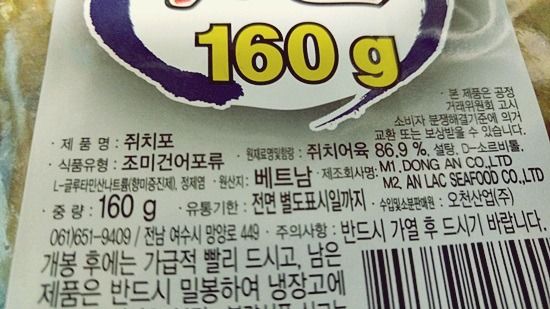 160 g
· 본 제품은 공정
거래위원회 고시
소비자 분쟁해결기준에 의거
교환 또는 보상받을 수 있습니다.
· 제 품 명 : 쥐치포
· 식품유형 : 조미건어포류 · 원재료명및함량 : 쥐치어육 86.9 %, 설탕, D-소르비톨,
L-글루타민산나트륨(향미증진제), 정제염 · 원산지 : 베트남 · 제조회사명: M1.DONG AN CO.,LTD
M2, AN LAC SEAFOOD CO.,LTD
· 중 량 : 160 g · 유통기한 : 전면 별도표시일까지 · 수입및소분판매원 : 오천산업(주)
061)651-9409 / 전남 여수시 망양로 449 · 주의사항 : 반드시 가열 후 드시기 바랍니다.
개봉 후에는 가급적 빨리 드시고, 남은
제품은 반드시 밀봉하여 냉장고에